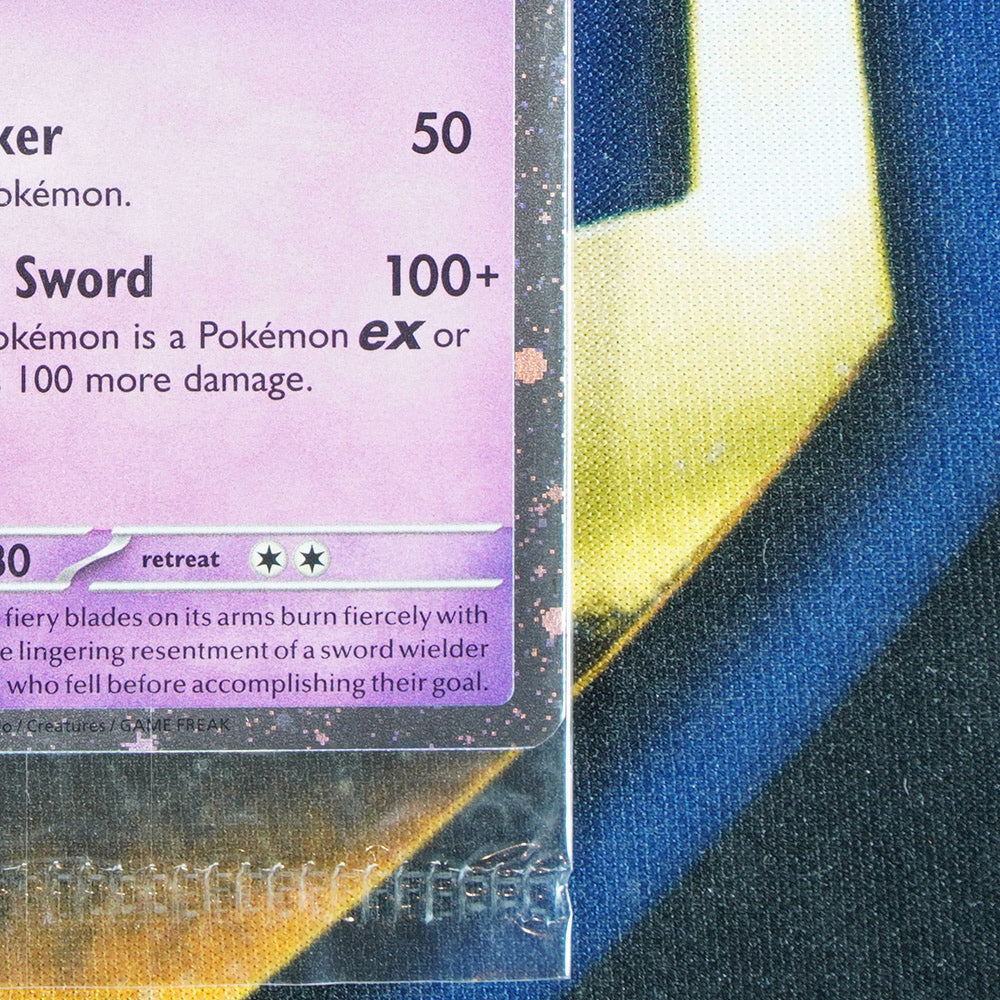 ker 50
okémon.
Sword 100+
okémon is a Pokémon ex or
100 more damage.
30 retreat
fiery blades on its arms burn fiercely with
e lingering resentment of a sword wielder
who fell before accomplishing their goal.
o / Creatures / GAME FREAK